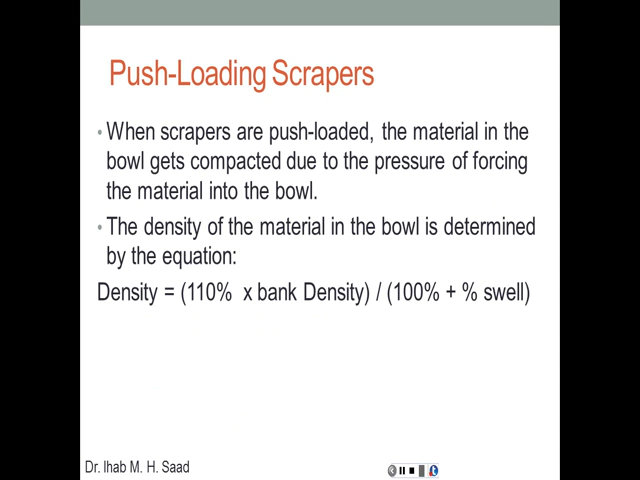 Push-Loading Scrapers
• When scrapers are push-loaded, the material in the
bowl gets compacted due to the pressure of forcing
the material into the bowl.
• The density of the material in the bowl is determined
by the equation:
Density = (110% x bank Density) / (100% + % swell)
Dr. Ihab M. H. Saad